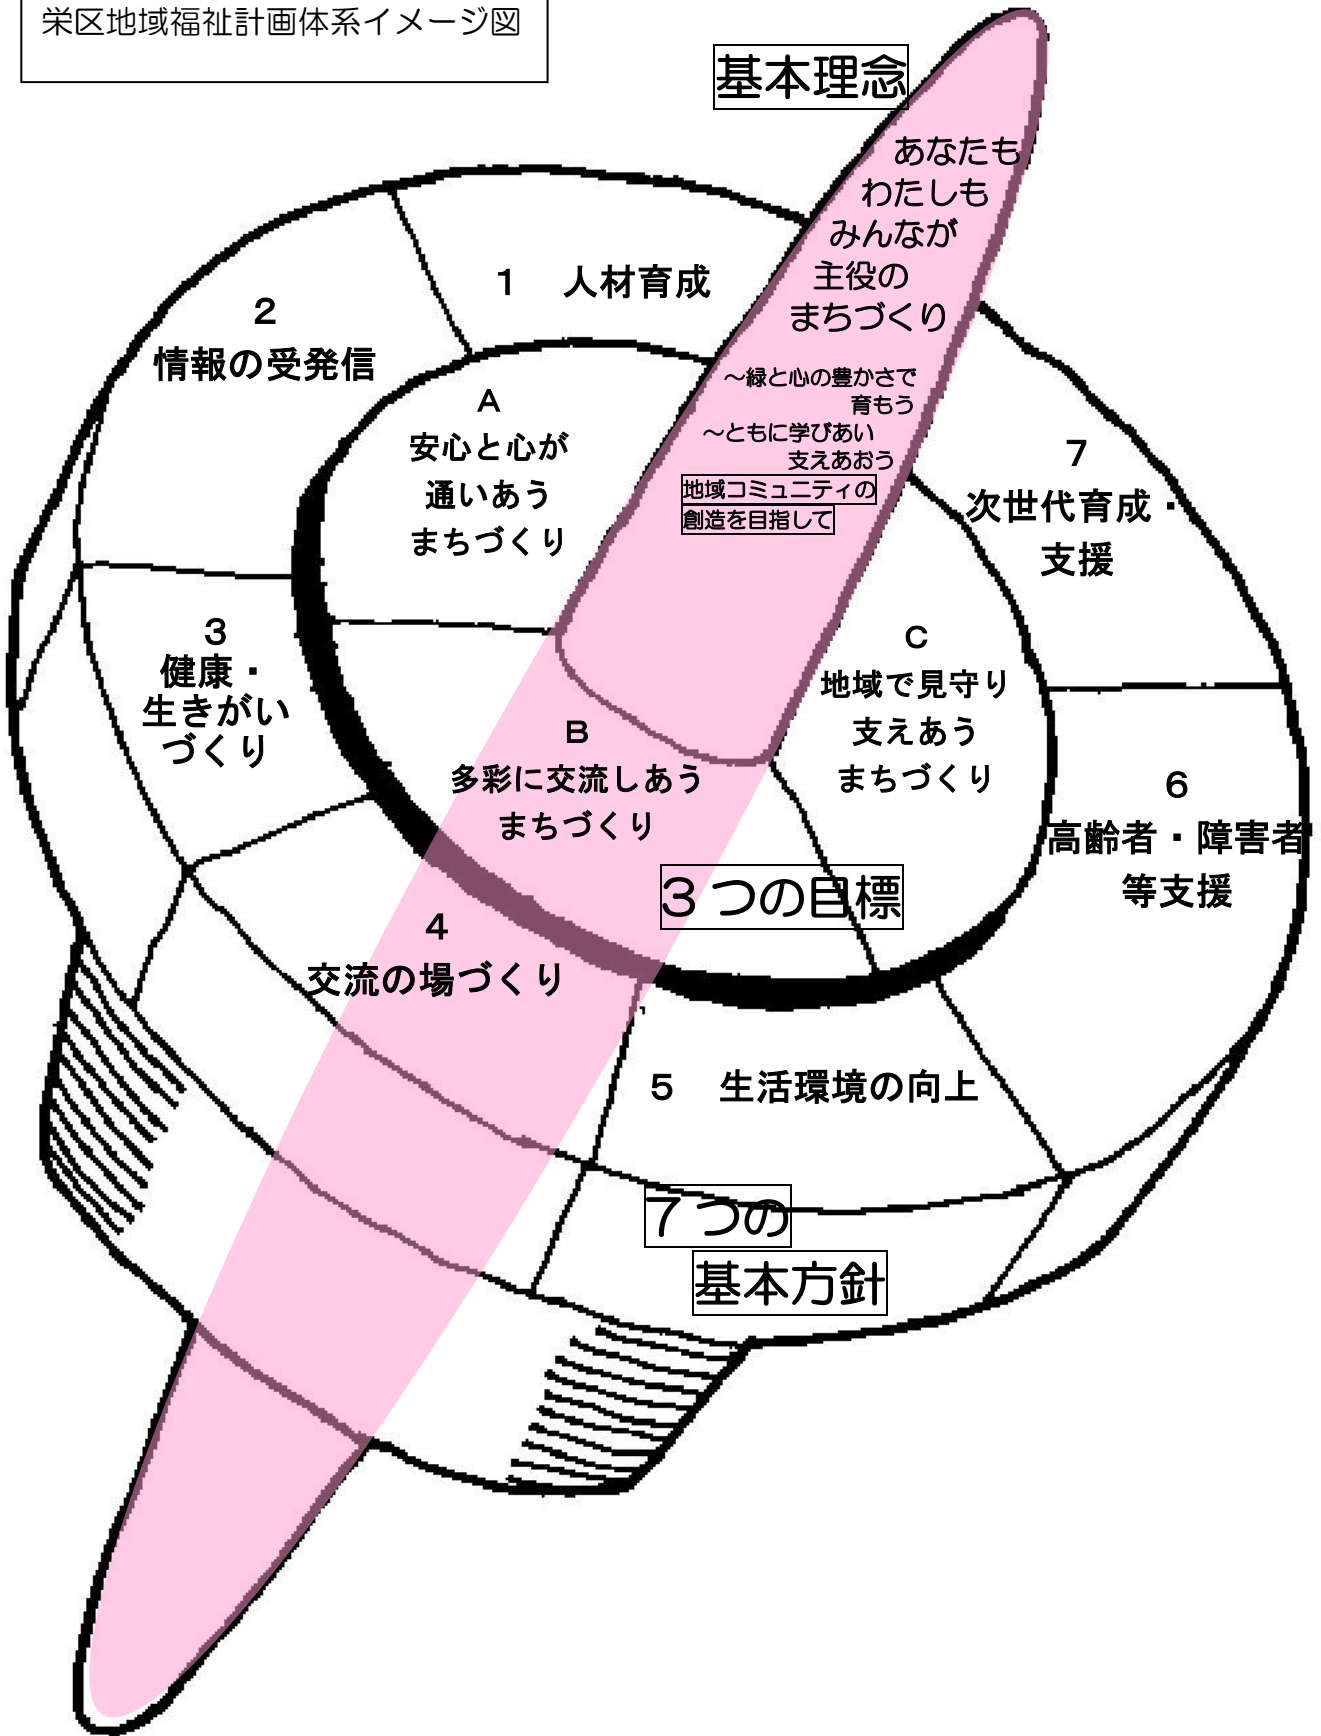 栄区地域福祉計画体系イメージ図
基本理念
あなたも
わたしも
みんなが
主役の
まちづくり
～緑と心の豊かさで
育もう
～ともに学びあい
支えあおう
地域コミュニティの
創造を目指して
1　人材育成
2
情報の受発信
A
安心と心が
通いあう
まちづくり
7
次世代育成・
支援
3
健康・
生きがい
づくり
C
地域で見守り
支えあう
まちづくり
B
多彩に交流しあう
まちづくり
6
高齢者・障害者
等支援
３つの目標
4
交流の場づくり
5　生活環境の向上
７つの
基本方針